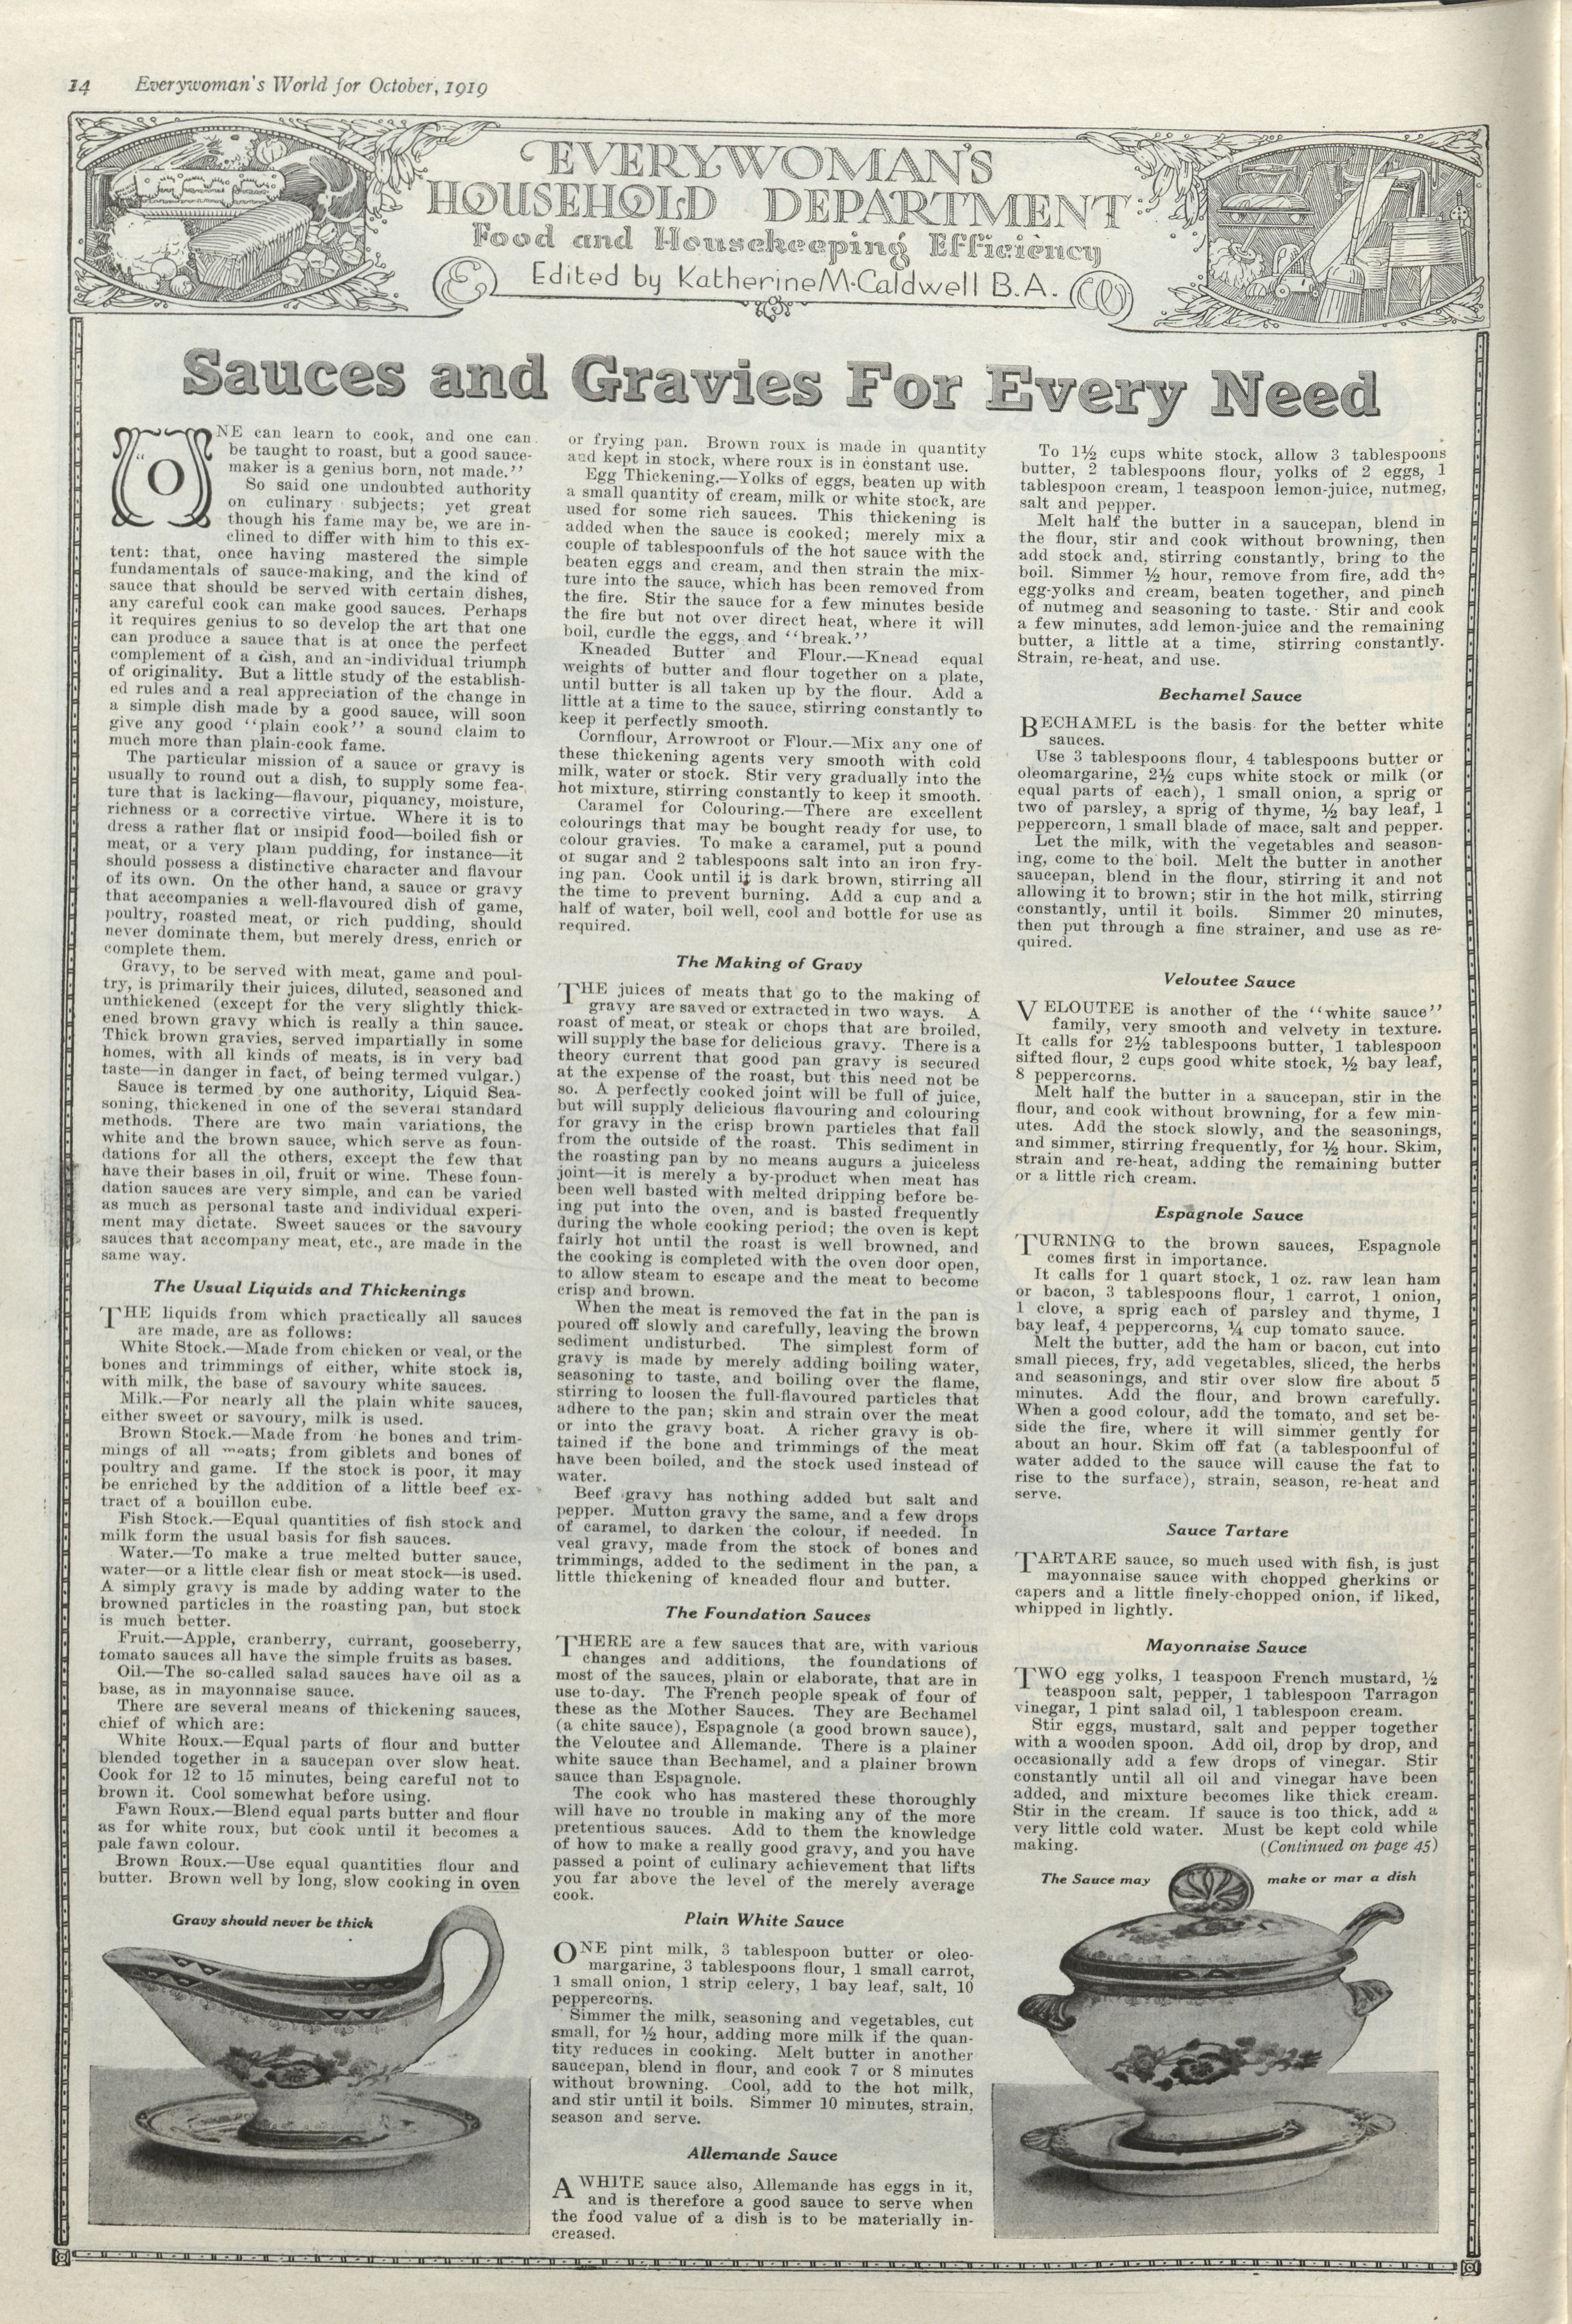 14 Everywoman's World for October, 1919
EVERYWOMAN'S
HOUSEHOLD DEPARTMENT
Food and Housekeeping Efficiency
Edited by Katherine M. Caldwell B.A.
Sauces and Gravies For Every Need
"ONE can learn to cook, and one can
be taught to roast, but a good sauce-
maker is a genius born, not made."
So said one undoubted authority
on culinary subjects; yet great
though his fame may be, we are in-
clined to differ with him to this ex-
tent: that, once having mastered the simple
fundamentals of sauce-making, and the kind of
sauce that should be served with certain dishes,
any careful cook can make good sauces. Perhaps
it requires genius to so develop the art that one
can produce a sauce that is at once the perfect
complement of a dish, and an individual triumph
of originality. But a little study of the establish-
ed rules and a real appreciation of the change in
a simple dish made by a good sauce, will soon
give any good "plain cook" a sound claim to
much more than plain-cook fame.
The particular mission of a sauce or gravy is
usually to round out a dish, to supply some fea-
ture that is lacking—flavour, piquancy, moisture,
richness or a corrective virtue. Where it is to
dress a rather flat or insipid food—boiled fish or
meat, or a very plain pudding, for instance—it
should possess a distinctive character and flavour
of its own. On the other hand, a sauce or gravy
that accompanies a well-flavoured dish of game,
poultry, roasted meat, or rich pudding, should
never dominate them, but merely dress, enrich or
complete them.
Gravy, to be served with meat, game and poul-
try, is primarily their juices, diluted, seasoned and
unthickened (except for the very slightly thick-
ened brown gravy which is really a thin sauce.
Thick brown gravies, served impartially in some
homes, with all kinds of meats, is in very bad
taste—in danger in fact, of being termed vulgar.)
Sauce is termed by one authority, Liquid Sea-
soning, thickened in one of the several standard
methods. There are two main variations, the
white and the brown sauce, which serve as foun-
dations for all the others, except the few that
have their bases in oil, fruit or wine. These foun-
dation sauces are very simple, and can be varied
as much as personal taste and individual experi-
ment may dictate. Sweet sauces or the savoury
sauces that accompany meat, etc., are made in the
same way.
The Usual Liquids and Thickenings
THE liquids from which practically all sauces
are made, are as follows:
White Stock.—Made from chicken or veal, or the
bones and trimmings of either, white stock is,
with milk, the base of savoury white sauces.
Milk.—For nearly all the plain white sauces,
either sweet or savoury, milk is used.
Brown Stock.—Made from he bones and trim-
mings of all meats; from giblets and bones of
poultry and game. If the stock is poor, it may
be enriched by the addition of a little beef ex-
tract of a bouillon cube.
Fish Stock.—Equal quantities of fish stock and
milk form the usual basis for fish sauces.
Water.—To make a true melted butter sauce,
water—or a little clear fish or meat stock—is used.
A simply gravy is made by adding water to the
browned particles in the roasting pan, but stock
is much better.
Fruit.—Apple, cranberry, currant, gooseberry,
tomato sauces all have the simple fruits as bases.
Oil.—The so-called salad sauces have oil as a
base, as in mayonnaise sauce.
There are several means of thickening sauces,
chief of which are:
White Roux.—Equal parts of flour and butter
blended together in a saucepan over slow heat.
Cook for 12 to 15 minutes, being careful not to
brown it. Cool somewhat before using.
Fawn Roux.—Blend equal parts butter and flour
as for white roux, but cook until it becomes a
pale fawn colour.
Brown Roux.—Use equal quantities flour and
butter. Brown well by long, slow cooking in oven
Gravy should never be thick
or frying pan. Brown roux is made in quantity
and kept in stock, where roux is in constant use.
Egg Thickening.—Yolks of eggs, beaten up with
a small quantity of cream, milk or white stock, are
used for some rich sauces. This thickening is
added when the sauce is cooked; merely mix a
couple of tablespoonfuls of the hot sauce with the
beaten eggs and cream, and then strain the mix-
ture into the sauce, which has been removed from
the fire. Stir the sauce for a few minutes beside
the fire but not over direct heat, where it will
boil, curdle the eggs, and "break."
Kneaded Butter and Flour.—Knead equal
weights of butter and flour together on a plate,
until butter is all taken up by the flour. Add a
little at a time to the sauce, stirring constantly to
keep it perfectly smooth.
Cornflour, Arrowroot or Flour.—Mix any one of
these thickening agents very smooth with cold
milk, water or stock. Stir very gradually into the
hot mixture, stirring constantly to keep it smooth.
Caramel for Colouring.—There are excellent
colourings that may be bought ready for use, to
colour gravies. To make a caramel, put a pound
of sugar and 2 tablespoons salt into an iron fry-
ing pan. Cook until it is dark brown, stirring all
the time to prevent burning. Add a cup and a
half of water, boil well, cool and bottle for use as
required.
The Making of Gravy
THE juices of meats that go to the making of
gravy are saved or extracted in two ways. A
roast of meat, or steak or chops that are broiled,
will supply the base for delicious gravy. There is a
theory current that good pan gravy is secured
at the expense of the roast, but this need not be
so. A perfectly cooked joint will be full of juice,
but will supply delicious flavouring and colouring
for gravy in the crisp brown particles that fall
from the outside of the roast. This sediment in
the roasting pan by no means augurs a juiceless
joint—it is merely a by-product when meat has
been well basted with melted dripping before be-
ing put into the oven, and is basted frequently
during the whole cooking period; the oven is kept
fairly hot until the roast is well browned, and
the cooking is completed with the oven door open,
to allow steam to escape and the meat to become
crisp and brown.
When the meat is removed the fat in the pan is
poured off slowly and carefully, leaving the brown
sediment undisturbed. The simplest form of
gravy is made by merely adding boiling water,
seasoning to taste, and boiling over the flame,
stirring to loosen the full-flavoured particles that
adhere to the pan; skin and strain over the meat
or into the gravy boat. A richer gravy is ob-
tained if the bone and trimmings of the meat
have been boiled, and the stock used instead of
water.
Beef gravy has nothing added but salt and
pepper. Mutton gravy the same, and a few drops
of caramel, to darken the colour, if needed. In
veal gravy, made from the stock of bones and
trimmings, added to the sediment in the pan, a
little thickening of kneaded flour and butter.
The Foundation Sauces
THERE are a few sauces that are, with various
changes and additions, the foundations of
most of the sauces, plain or elaborate, that are in
use to-day. The French people speak of four of
these as the Mother Sauces. They are Bechamel
(a chite sauce), Espagnole (a good brown sauce),
the Veloutee and Allemande. There is a plainer
white sauce than Bechamel, and a plainer brown
sauce than Espagnole.
The cook who has mastered these thoroughly
will have no trouble in making any of the more
pretentious sauces. Add to them the knowledge
of how to make a really good gravy, and you have
passed a point of culinary achievement that lifts
you far above the level of the merely average
cook.
Plain White Sauce
ONE pint milk, 3 tablespoon butter or oleo-
margarine, 3 tablespoons flour, 1 small carrot,
1 small onion, 1 strip celery, 1 bay leaf, salt, 10
peppercorns.
Simmer the milk, seasoning and vegetables, cut
small, for ½ hour, adding more milk if the quan-
tity reduces in cooking. Melt butter in another
saucepan, blend in flour, and cook 7 or 8 minutes
without browning. Cool, add to the hot milk,
and stir until it boils. Simmer 10 minutes, strain,
season and serve.
Allemande Sauce
A WHITE sauce also, Allemande has eggs in it,
and is therefore a good sauce to serve when
the food value of a dish is to be materially in-
creased.
To 1½ cups white stock, allow 3 tablespoons
butter, 2 tablespoons flour, yolks of 2 eggs, 1
tablespoon cream, 1 teaspoon lemon-juice, nutmeg,
salt and pepper.
Melt half the butter in a saucepan, blend in
the flour, stir and cook without browning, then
add stock and, stirring constantly, bring to the
boil. Simmer ½ hour, remove from fire, add the
egg-yolks and cream, beaten together, and pinch
of nutmeg and seasoning to taste. Stir and cook
a few minutes, add lemon-juice and the remaining
butter, a little at a time, stirring constantly.
Strain, re-heat, and use.
Bechamel Sauce
BECHAMEL is the basis for the better white
sauces.
Use 3 tablespoons flour, 4 tablespoons butter or
oleomargarine, 2½ cups white stock or milk (or
equal parts of each), 1 small onion, a sprig or
two of parsley, a sprig of thyme, ½ bay leaf, 1
peppercorn, 1 small blade of mace, salt and pepper.
Let the milk, with the vegetables and season-
ing, come to the boil. Melt the butter in another
saucepan, blend in the flour, stirring it and not
allowing it to brown; stir in the hot milk, stirring
constantly, until it boils. Simmer 20 minutes,
then put through a fine strainer, and use as re-
quired.
Veloutee Sauce
VELOUTEE is another of the "white sauce"
family, very smooth and velvety in texture.
It calls for 2½ tablespoons butter, 1 tablespoon
sifted flour, 2 cups good white stock, ½ bay leaf,
8 peppercorns.
Melt half the butter in a saucepan, stir in the
flour, and cook without browning, for a few min-
utes. Add the stock slowly, and the seasonings,
and simmer, stirring frequently, for ½ hour. Skim,
strain and re-heat, adding the remaining butter
or a little rich cream.
Espagnole Sauce
TURNING to the brown sauces, Espagnole
comes first in importance.
It calls for 1 quart stock, 1 oz. raw lean ham
or bacon, 3 tablespoons flour, 1 carrot, 1 onion,
1 clove, a sprig each of parsley and thyme, 1
bay leaf, 4 peppercorns, ¼ cup tomato sauce.
Melt the butter, add the ham or bacon, cut into
small pieces, fry, add vegetables, sliced, the herbs
and seasonings, and stir over slow fire about 5
minutes. Add the flour, and brown carefully.
When a good colour, add the tomato, and set be-
side the fire, where it will simmer gently for
about an hour. Skim off fat (a tablespoonful of
water added to the sauce will cause the fat to
rise to the surface), strain, season, re-heat and
serve.
Sauce Tartare
TARTARE sauce, so much used with fish, is just
mayonnaise sauce with chopped gherkins or
capers and a little finely-chopped onion, if liked,
whipped in lightly.
Mayonnaise Sauce
TWO egg yolks, 1 teaspoon French mustard, ½
teaspoon salt, pepper, 1 tablespoon Tarragon
vinegar, 1 pint salad oil, 1 tablespoon cream.
Stir eggs, mustard, salt and pepper together
with a wooden spoon. Add oil, drop by drop, and
occasionally add a few drops of vinegar. Stir
constantly until all oil and vinegar have been
added, and mixture becomes like thick cream.
Stir in the cream. If sauce is too thick, add a
very little cold water. Must be kept cold while
making. (Continued on page 45)
The Sauce may make or mar a dish